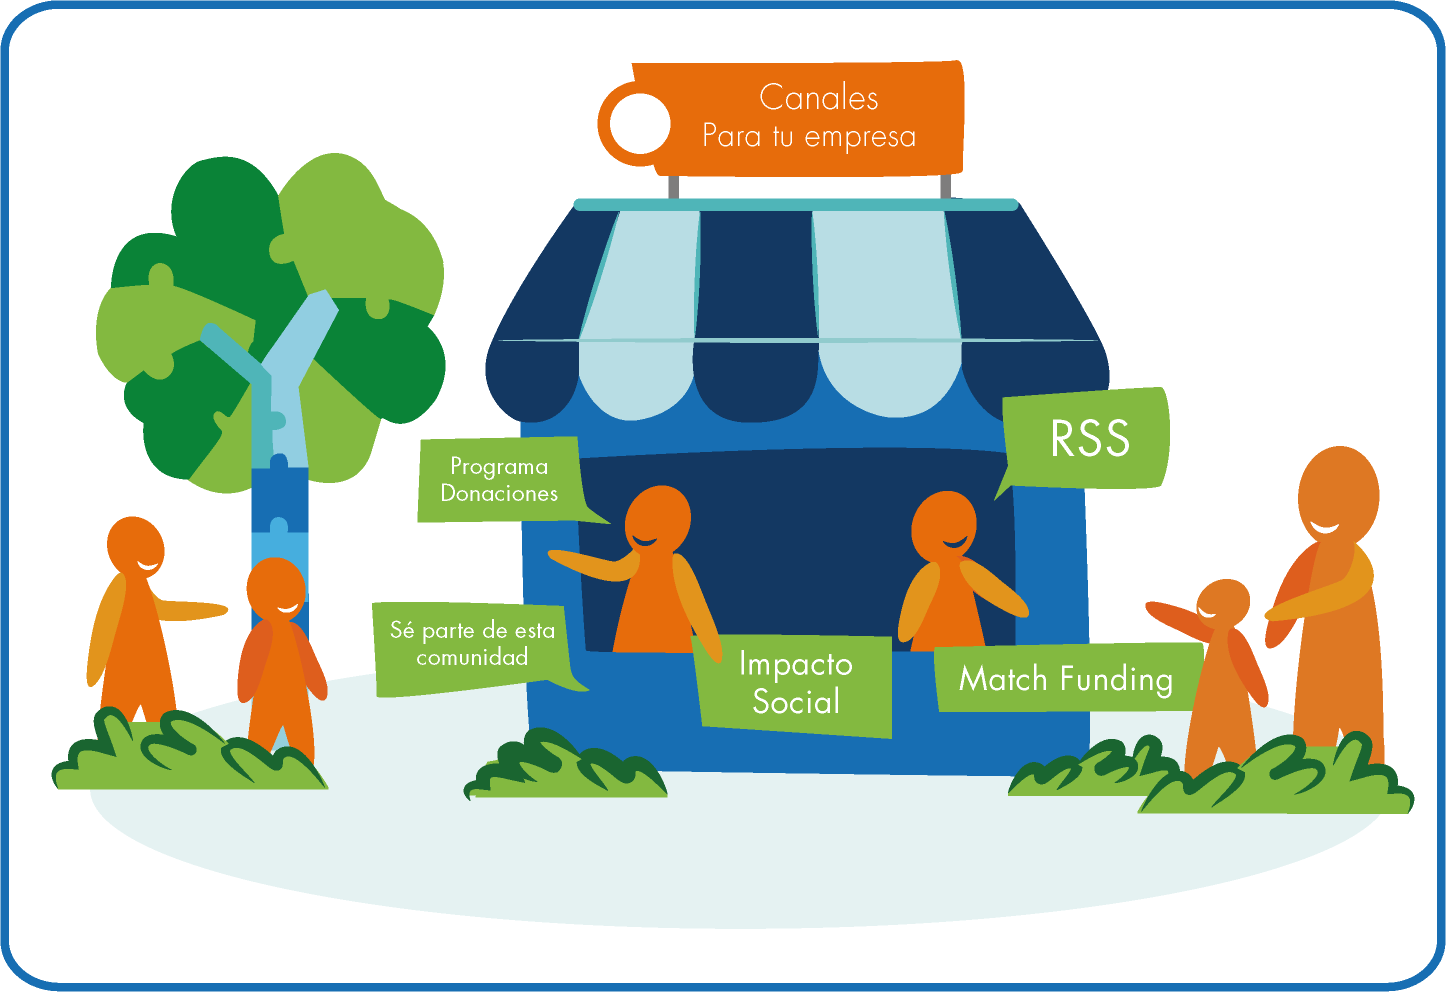 Canales
Para tu empresa
RSS
Programa
Donaciones
Sé parte de esta
comunidad
Impacto
Social
Match Funding